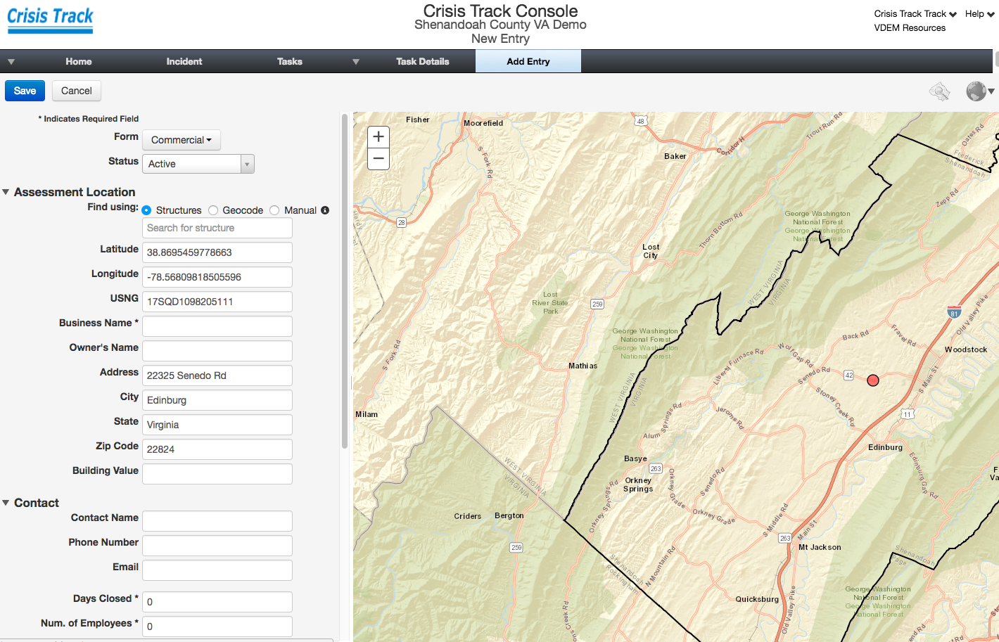 Crisis Track
Crisis Track Console
Shenandoah County VA Demo
New Entry
Crisis Track Track Help
VDEM Resources
Home Incident Tasks Task Details Add Entry
Save Cancel
* Indicates Required Field
Form Commercial
Status Active
Assessment Location
Find using: Structures Geocode Manual
Search for structure
Latitude 38.8695459778663
Longitude -78.56809818505596
USNG 17SQD1098205111
Business Name *
Owner's Name
Address 22325 Senedo Rd
City Edinburg
State Virginia
Zip Code 22824
Building Value
Contact
Contact Name
Phone Number
Email
Days Closed * 0
Num. of Employees * 0
+
−
Fisher
Moorefield
48
Trout Run Rd
Oates Rd
S Fork Rd
Corridor H
Baker
Frederick
Shenandoah
Zepp Rd
Hardy
28
George Washington
National Forest
George Washington
National Forest
Thorn Bottom Rd
Lost
City
WEST VIRGINIA
VIRGINIA
Lost
River State
Park
259
81
Old Valley Pike
George Washington
National Forest
George Washington
National Forest
Back Rd
Fravel Rd
Woodstock
S Fork Rd
Mathias
Liberty Furnace Rd
Wolf Gap Rd
Senedo Rd
42
S Main St
WEST VIRGINIA
VIRGINIA
Stoney Creek Rd
Milam
Alum Springs Rd
Jerome Rd
11
Edinburg
Basye
263
Orkney
Springs
WEST VIRGINIA
VIRGINIA
Orkney Springs Rd
Orkney Grade
Senedo Rd
Edinburg Gap Rd
F
Va
Criders
Bergton
Orkney Grade
S Middle Rd
Main St
259
263
Mt Jackson
Shenandoah
Rockingham
N Mountain Rd
Shenandoah
Page
Quicksburg
Old Valley Pike
George Washington
National Forest
George Washington
National Forest
Crossroads Rd